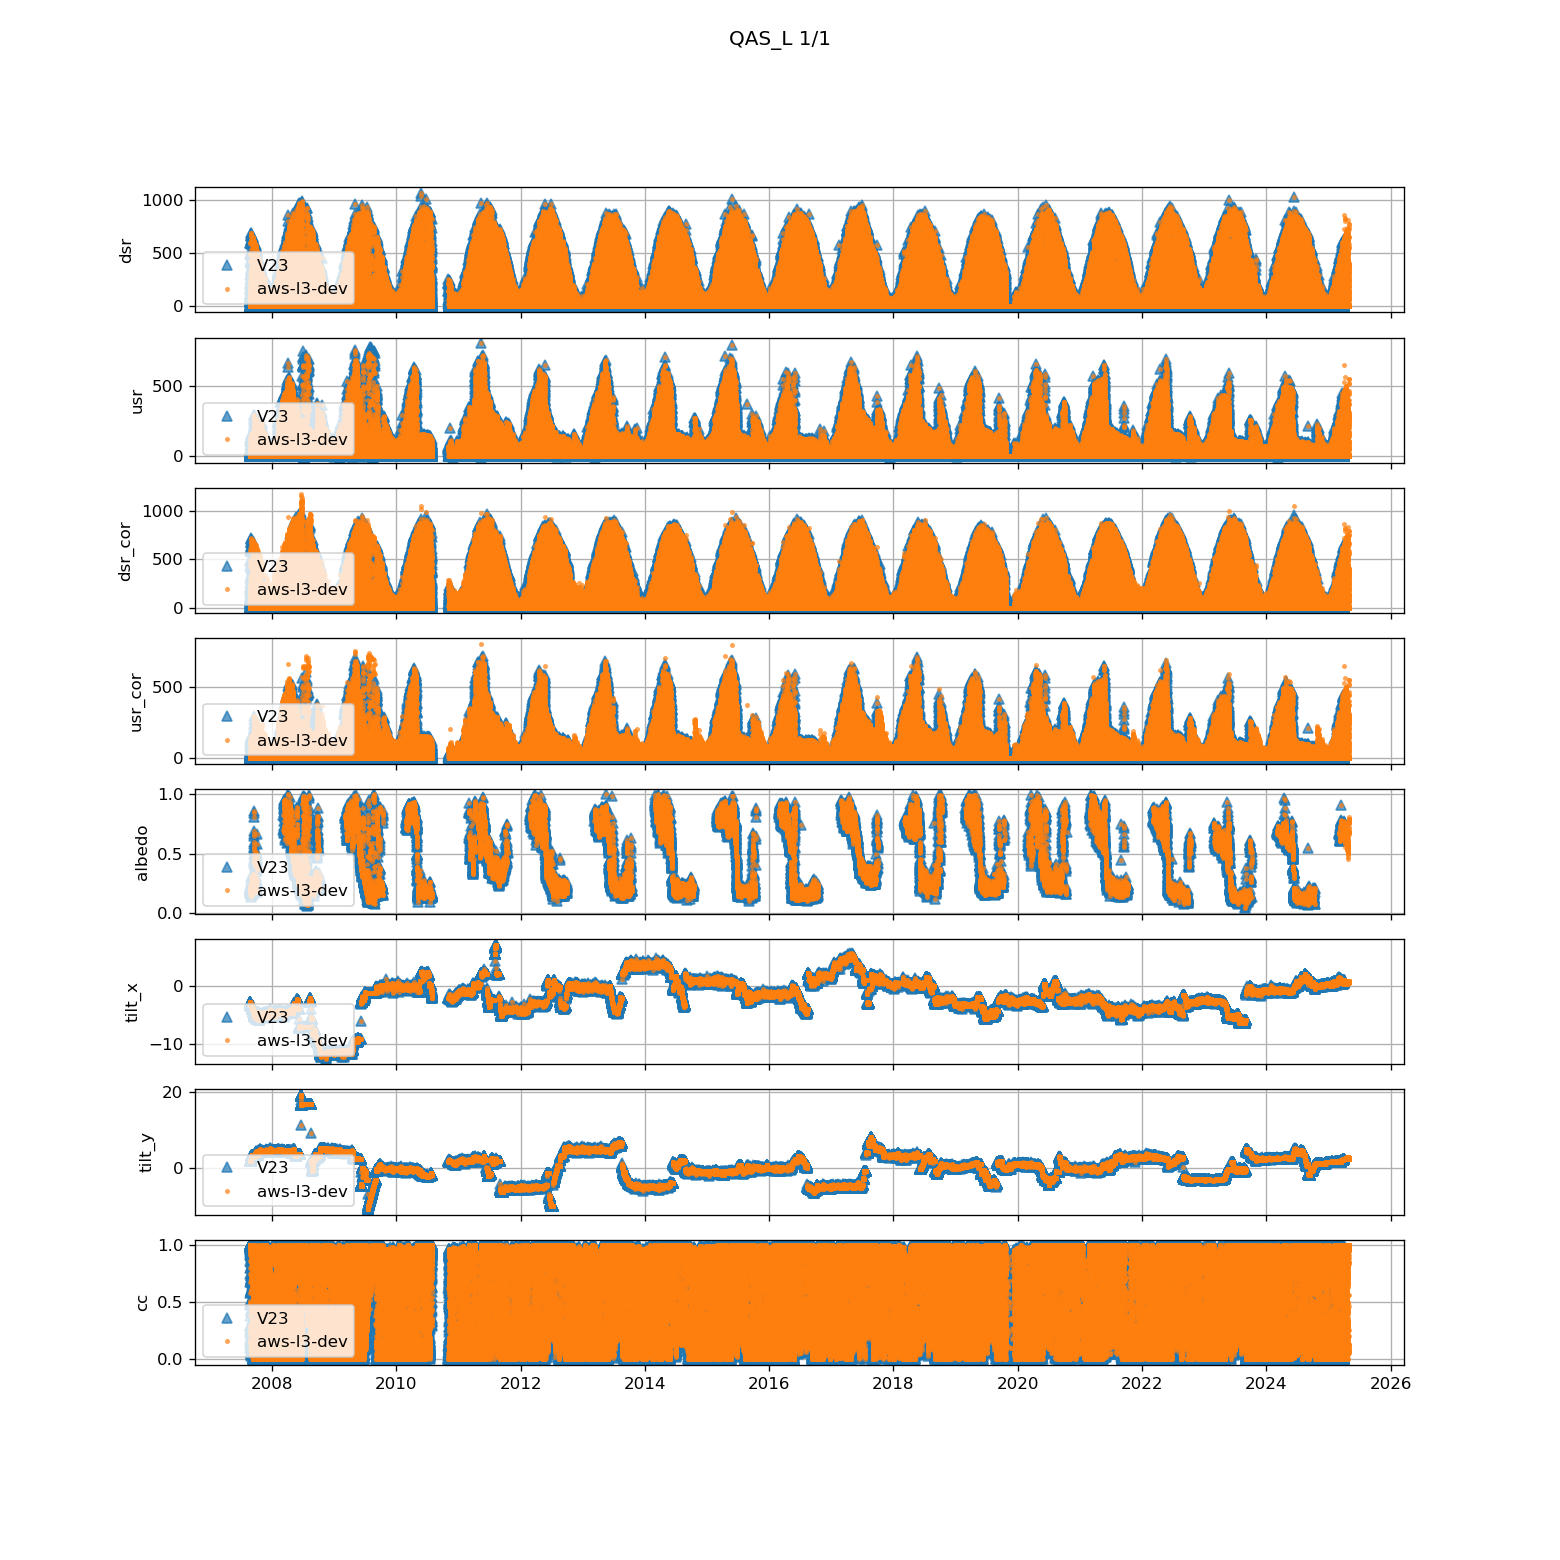 QAS_L 1/1
1000
500
0
dsr
V23
aws-l3-dev
500
0
usr
V23
aws-l3-dev
1000
500
0
dsr_cor
V23
aws-l3-dev
500
0
usr_cor
V23
aws-l3-dev
1.0
0.5
0.0
albedo
V23
aws-l3-dev
0
−10
tilt_x
V23
aws-l3-dev
20
0
tilt_y
V23
aws-l3-dev
1.0
0.5
0.0
cc
V23
aws-l3-dev
2008 2010 2012 2014 2016 2018 2020 2022 2024 2026